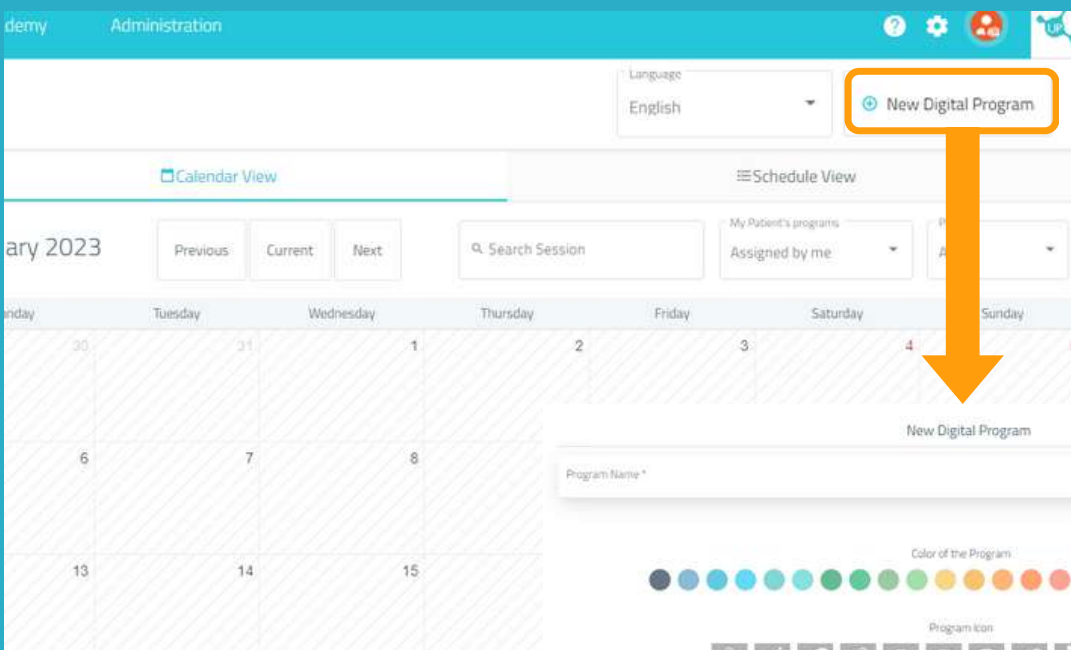 demy Administration
UP
Language
English
New Digital Program
Calendar View
Schedule View
ary 2023
Previous Current Next
Search Session
My Patient's programs
Assigned by me
nday Tuesday Wednesday Thursday Friday Saturday Sunday
30 31 1 2 3 4
6 7 8
13 14 15
New Digital Program
Program Name *
Color of the Program
Program Icon